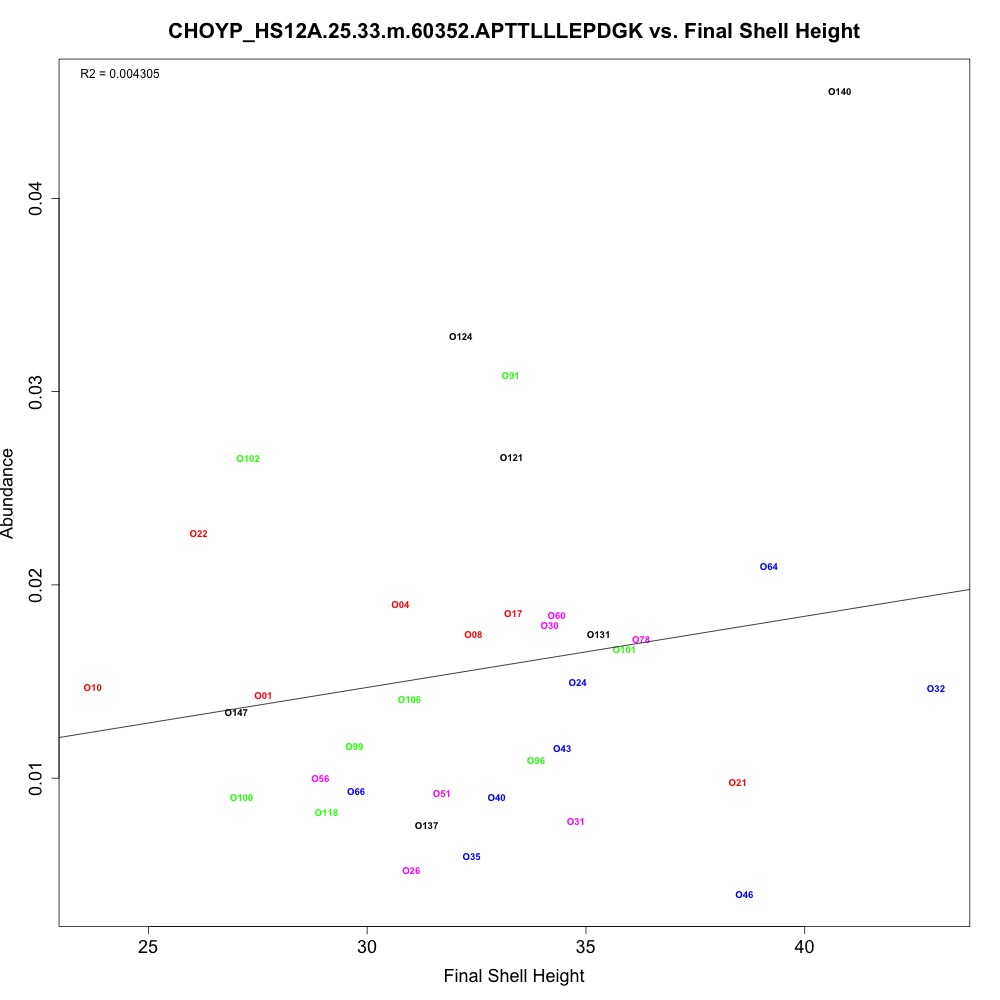 CHOYP_HS12A.25.33.m.60352.APTTLLLEPDGK vs. Final Shell Height
R2 = 0.004305
O140
0.04
O124
0.03
O91
O102
O121
Abundance
O22
O64
0.02
O04
O17
O60
O30
O08
O131
O78
O101
O24
O10
O32
O01
O106
O147
O99
O43
O96
O56
0.01
O21
O66
O51
O100
O40
O118
O31
O137
O35
O26
O46
25
30
35
40
Final Shell Height